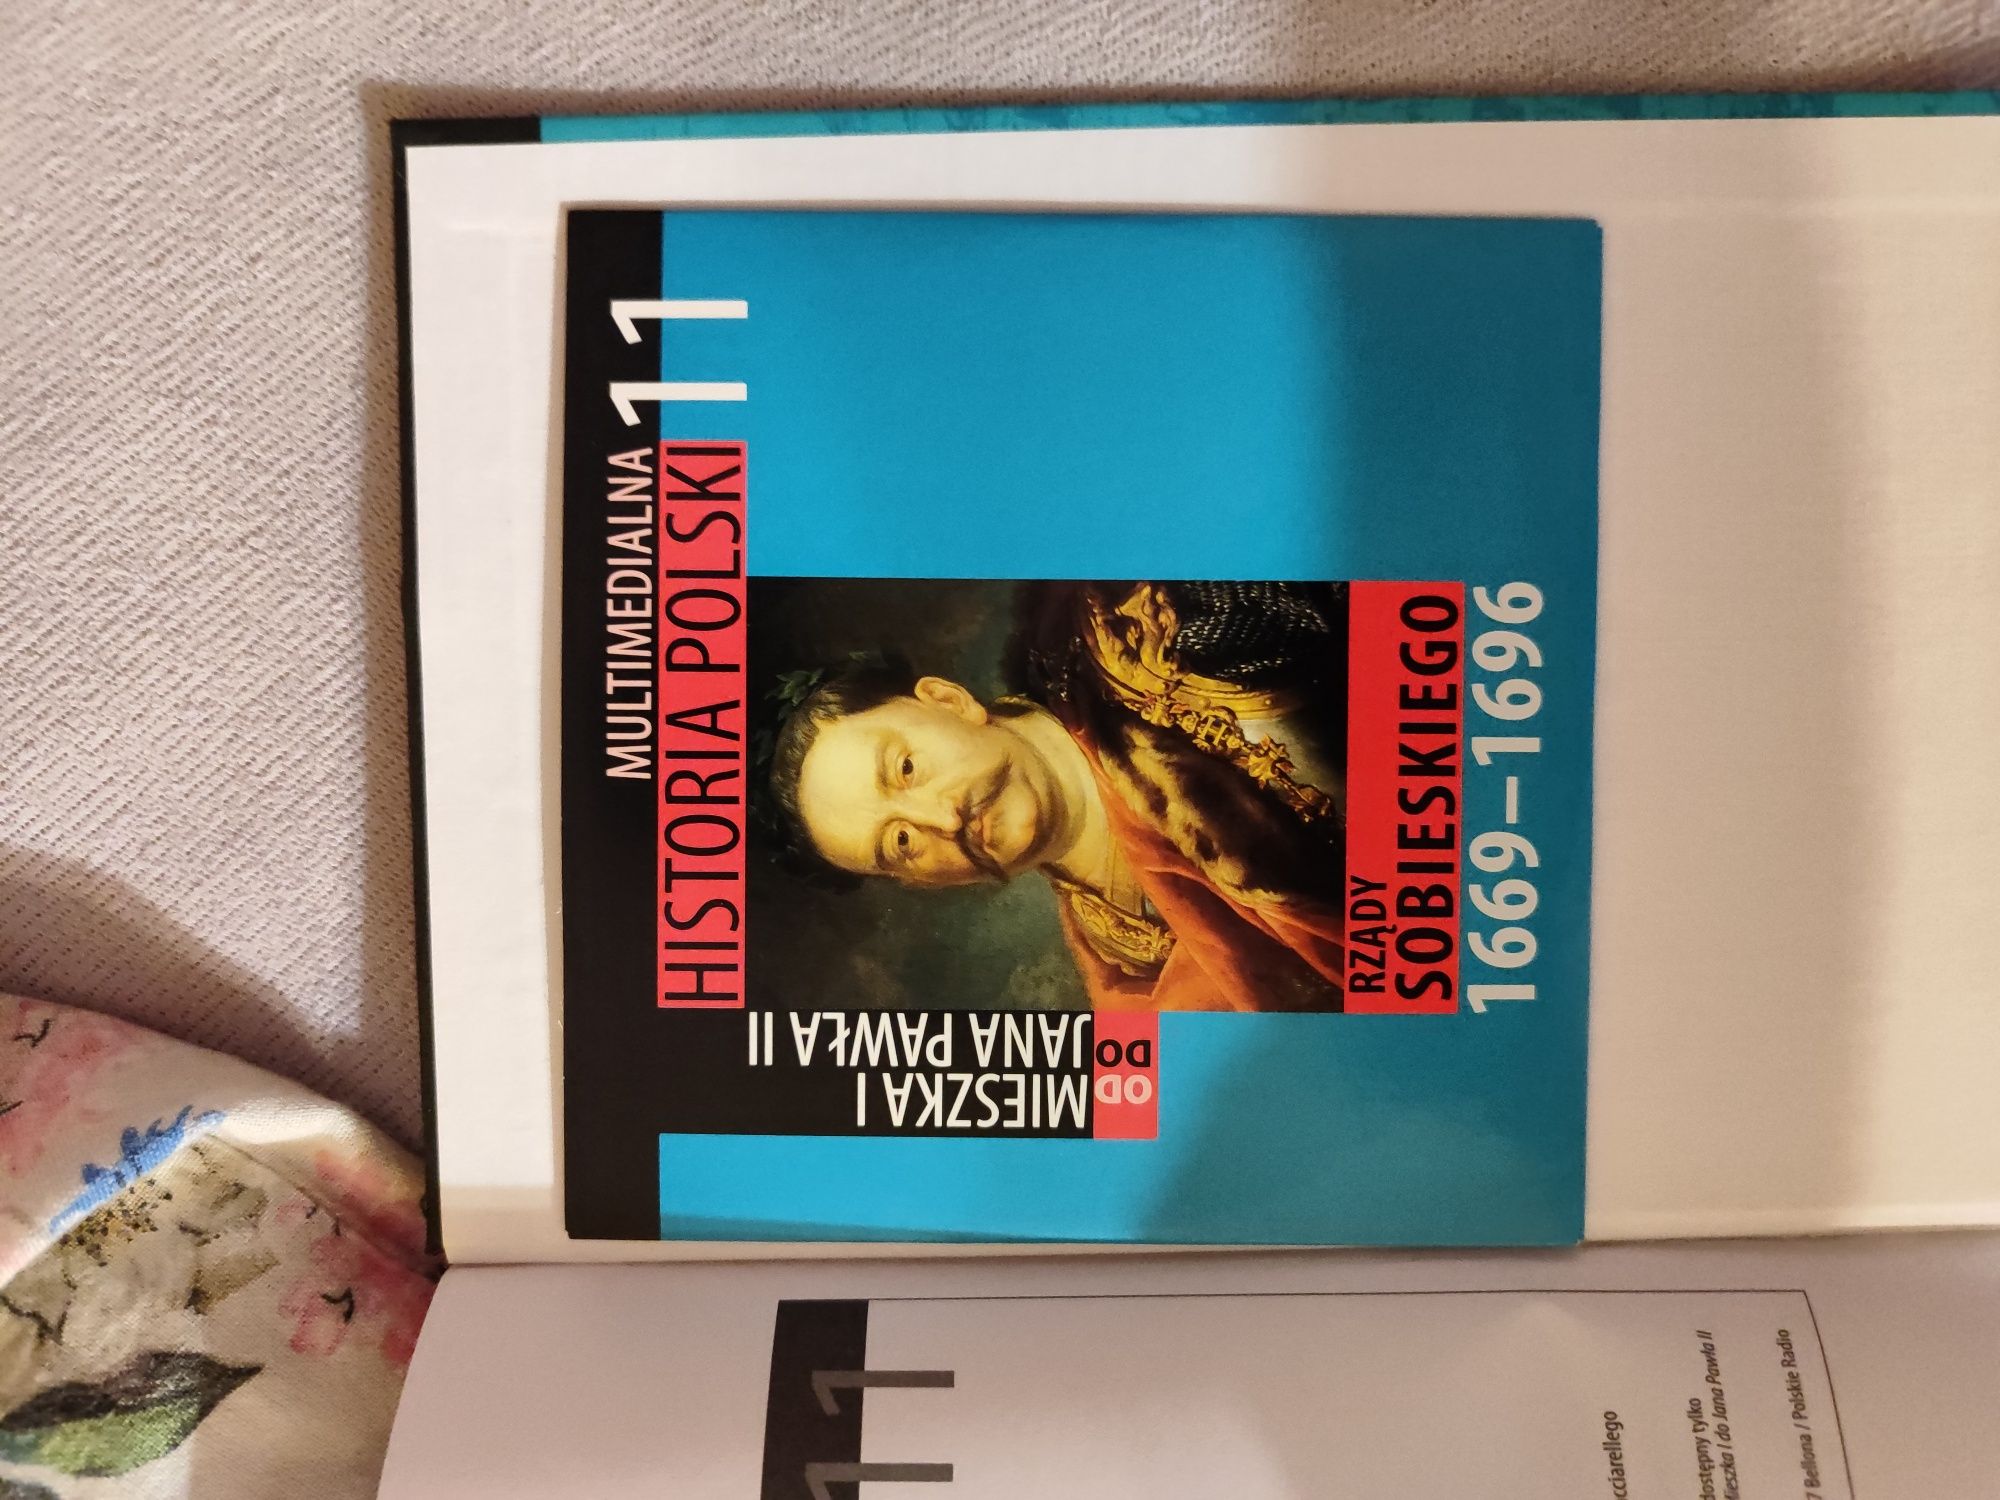 MULTIMEDIALNA
HISTORIA POLSKI
11
OD
MIESZKA I
DO
JANA PAWŁA II
RZĄDY
SOBIESKIEGO
1669–1696
11
dostępny tylko
Mieszka I do Jana Pawła II
7 Bellona / Polskie Radio